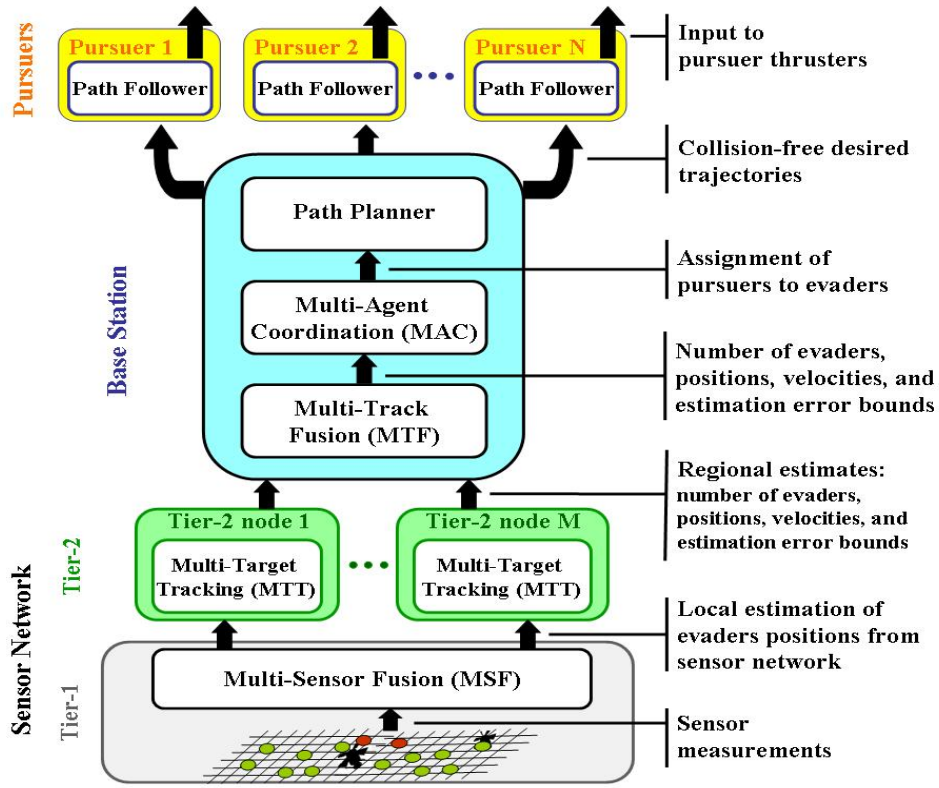 Pursuers
Pursuer 1
Path Follower
Pursuer 2
Path Follower
Pursuer N
Path Follower
Input to
pursuer thrusters
Collision-free desired
trajectories
Base Station
Path Planner
Assignment of
pursuers to evaders
Multi-Agent
Coordination (MAC)
Number of evaders,
positions, velocities, and
estimation error bounds
Multi-Track
Fusion (MTF)
Regional estimates:
number of evaders,
positions, velocities, and
estimation error bounds
Sensor Network
Tier-2
Tier-2 node 1
Multi-Target
Tracking (MTT)
Tier-2 node M
Multi-Target
Tracking (MTT)
Local estimation of
evaders positions from
sensor network
Tier-1
Multi-Sensor Fusion (MSF)
Sensor
measurements